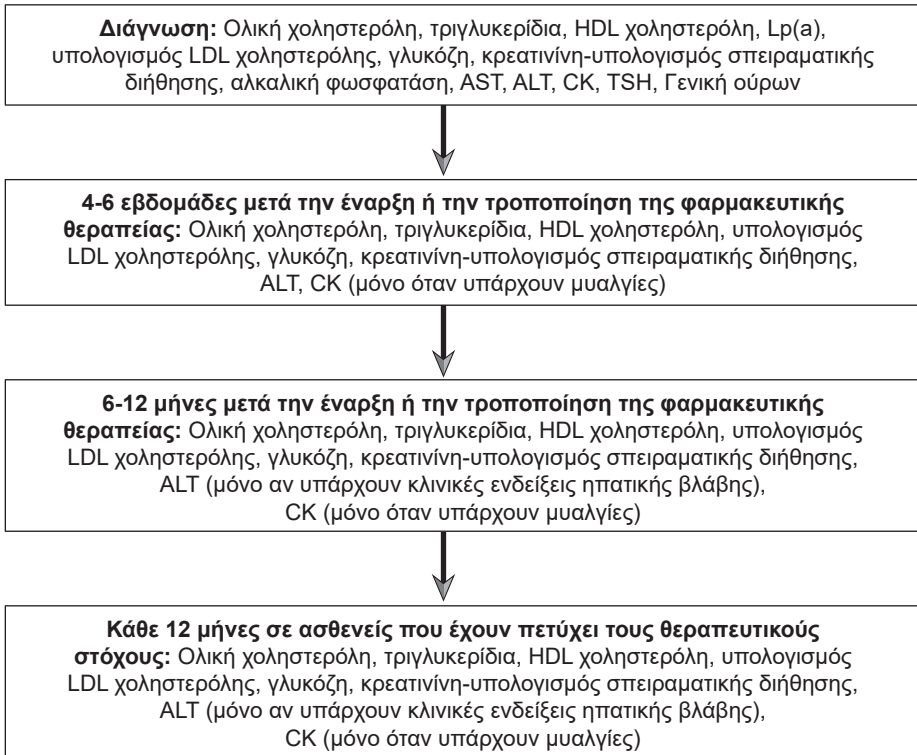 Διάγνωση: Ολική χοληστερόλη, τριγλυκερίδια, HDL χοληστερόλη, Lp(a),
υπολογισμός LDL χοληστερόλης, γλυκόζη, κρεατινίνη-υπολογισμός σπειραματικής
διήθησης, αλκαλική φωσφατάση, AST, ALT, CK, TSH, Γενική ούρων
4-6 εβδομάδες μετά την έναρξη ή την τροποποίηση της φαρμακευτικής
θεραπείας: Ολική χοληστερόλη, τριγλυκερίδια, HDL χοληστερόλη, υπολογισμός
LDL χοληστερόλης, γλυκόζη, κρεατινίνη-υπολογισμός σπειραματικής διήθησης,
ALT, CK (μόνο όταν υπάρχουν μυαλγίες)
6-12 μήνες μετά την έναρξη ή την τροποποίηση της φαρμακευτικής
θεραπείας: Ολική χοληστερόλη, τριγλυκερίδια, HDL χοληστερόλη, υπολογισμός
LDL χοληστερόλης, γλυκόζη, κρεατινίνη-υπολογισμός σπειραματικής διήθησης,
ALT (μόνο αν υπάρχουν κλινικές ενδείξεις ηπατικής βλάβης),
CK (μόνο όταν υπάρχουν μυαλγίες)
Κάθε 12 μήνες σε ασθενείς που έχουν πετύχει τους θεραπευτικούς
στόχους: Ολική χοληστερόλη, τριγλυκερίδια, HDL χοληστερόλη, υπολογισμός
LDL χοληστερόλης, γλυκόζη, κρεατινίνη-υπολογισμός σπειραματικής διήθησης,
ALT (μόνο αν υπάρχουν κλινικές ενδείξεις ηπατικής βλάβης),
CK (μόνο όταν υπάρχουν μυαλγίες)